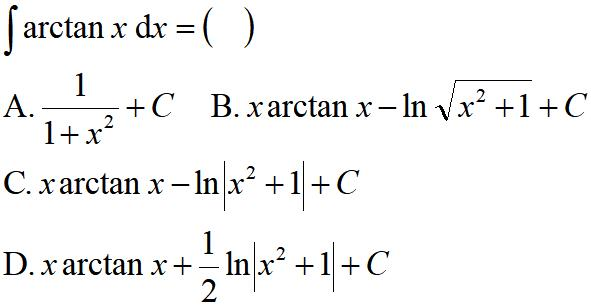 ∫ arctan x dx = (   )
A. 1/(1+x²) + C   B. x arctan x − ln √(x² +1) + C
C. x arctan x − ln|x² +1| + C
D. x arctan x + 1/2 ln|x² +1| + C